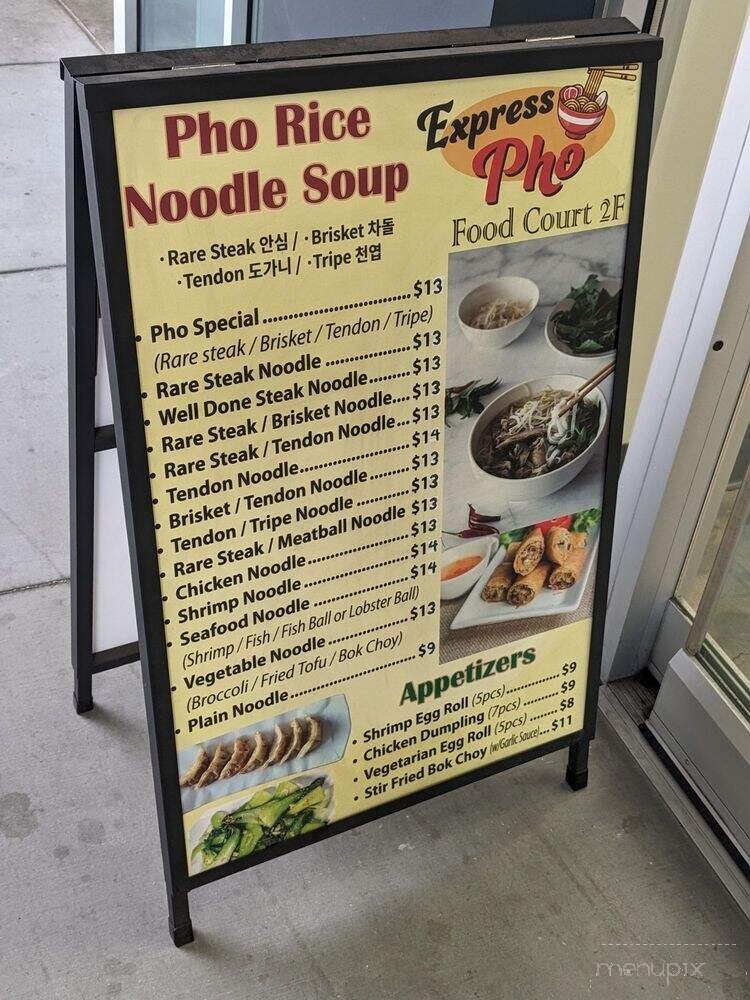 Pho Rice
Noodle Soup
Express
Pho
Food Court 2F
·Rare Steak 안심 / ·Brisket 차돌
·Tendon 도가니 / ·Tripe 천엽
• Pho Special ................................ $13
(Rare steak / Brisket / Tendon / Tripe)
• Rare Steak Noodle ................ $13
• Well Done Steak Noodle......... $13
• Rare Steak / Brisket Noodle.... $13
• Rare Steak / Tendon Noodle... $13
• Tendon Noodle........................... $14
• Brisket / Tendon Noodle .......... $13
• Tendon / Tripe Noodle ............ $13
• Rare Steak / Meatball Noodle $13
• Chicken Noodle ....................... $13
• Shrimp Noodle ........................ $14
• Seafood Noodle ...................... $14
(Shrimp / Fish / Fish Ball or Lobster Ball)
• Vegetable Noodle ................... $13
(Broccoli / Fried Tofu / Bok Choy)
• Plain Noodle............................. $9
Appetizers
• Shrimp Egg Roll (5pcs)............. $9
• Chicken Dumpling (7pcs) ........ $9
• Vegetarian Egg Roll (5pcs) ....... $8
• Stir Fried Bok Choy (w/Garlic Sauce)... $11
menupix